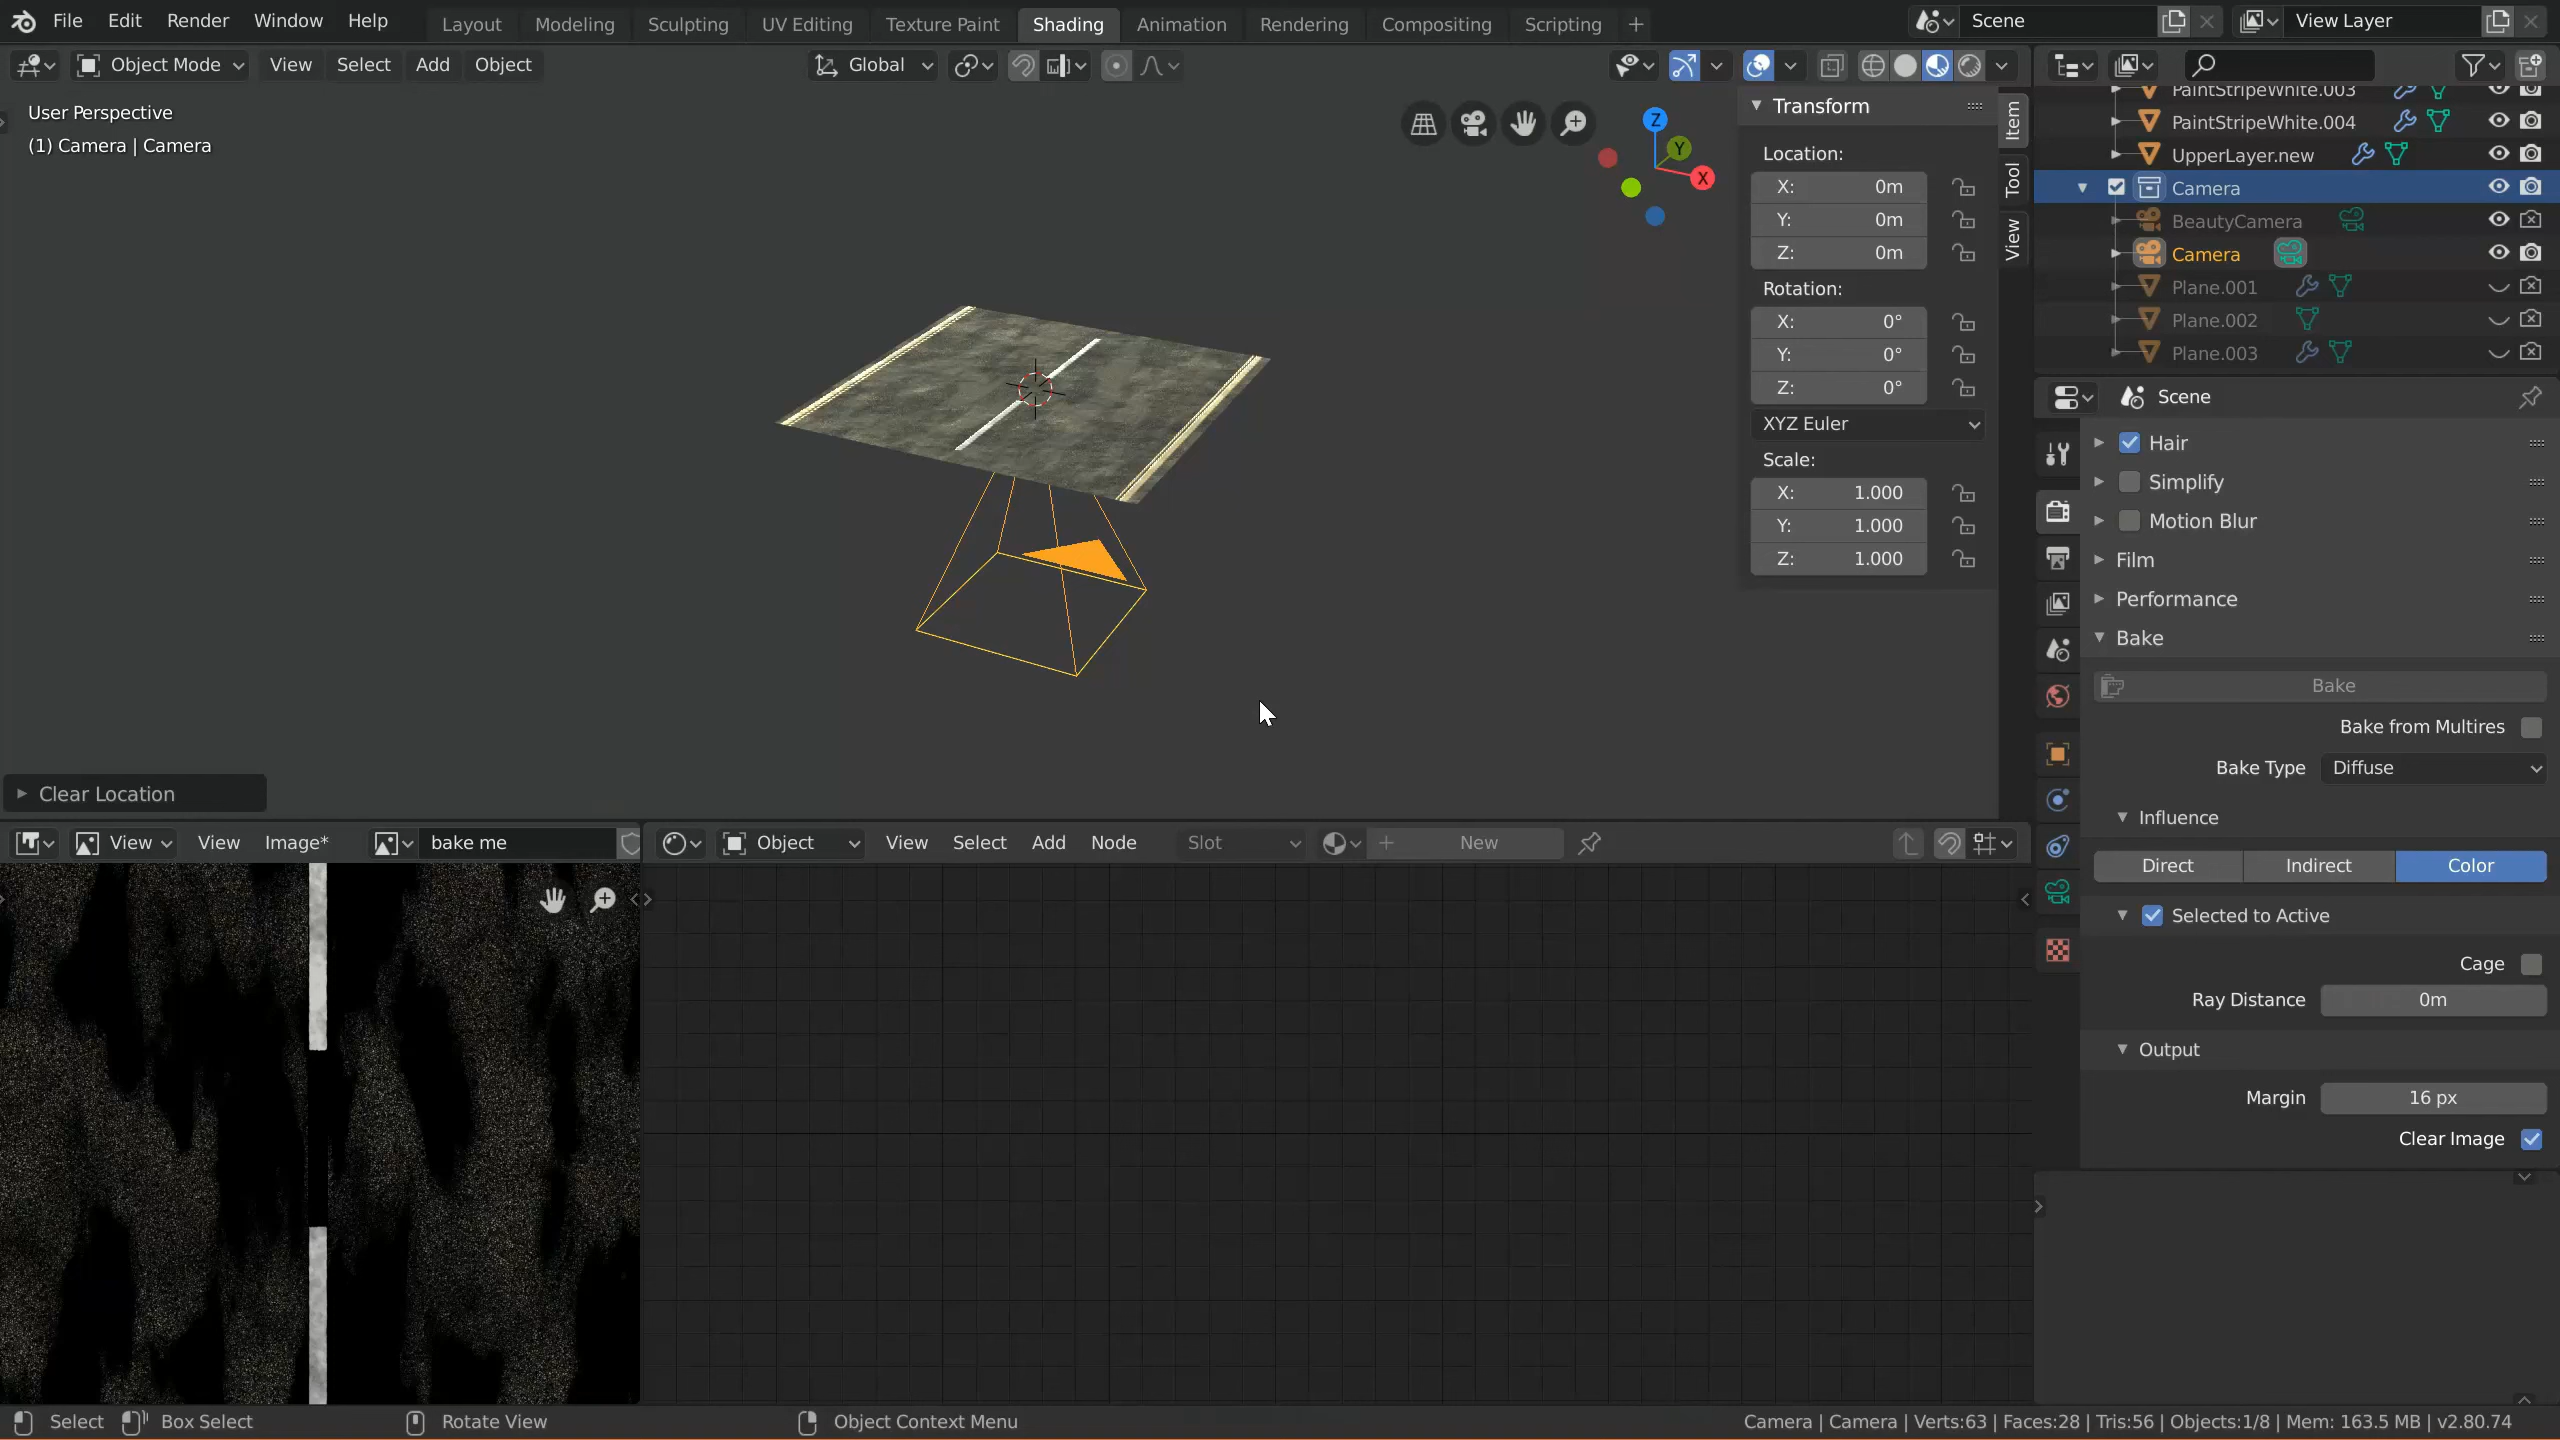 File Edit Render Window Help Layout Modeling Sculpting UV Editing Texture Paint Shading Animation Rendering Compositing Scripting + Scene View Layer
Object Mode View Select Add Object Global
User Perspective
(1) Camera | Camera
Z
Y
X
Transform
Location:
X: 0m
Y: 0m
Z: 0m
Rotation:
X: 0°
Y: 0°
Z: 0°
XYZ Euler
Scale:
X: 1.000
Y: 1.000
Z: 1.000
Item
Tool
View
PaintStripeWhite.003
PaintStripeWhite.004
UpperLayer.new
Camera
BeautyCamera
Camera
Plane.001
Plane.002
Plane.003
Scene
Hair
Simplify
Motion Blur
Film
Performance
Bake
Bake
Bake from Multires
Bake Type Diffuse
Influence
Direct Indirect Color
Selected to Active
Cage
Ray Distance 0m
Output
Margin 16 px
Clear Image
Clear Location
View View Image* bake me
Object View Select Add Node Slot New
Select Box Select Rotate View Object Context Menu Camera | Camera | Verts:63 | Faces:28 | Tris:56 | Objects:1/8 | Mem: 163.5 MB | v2.80.74